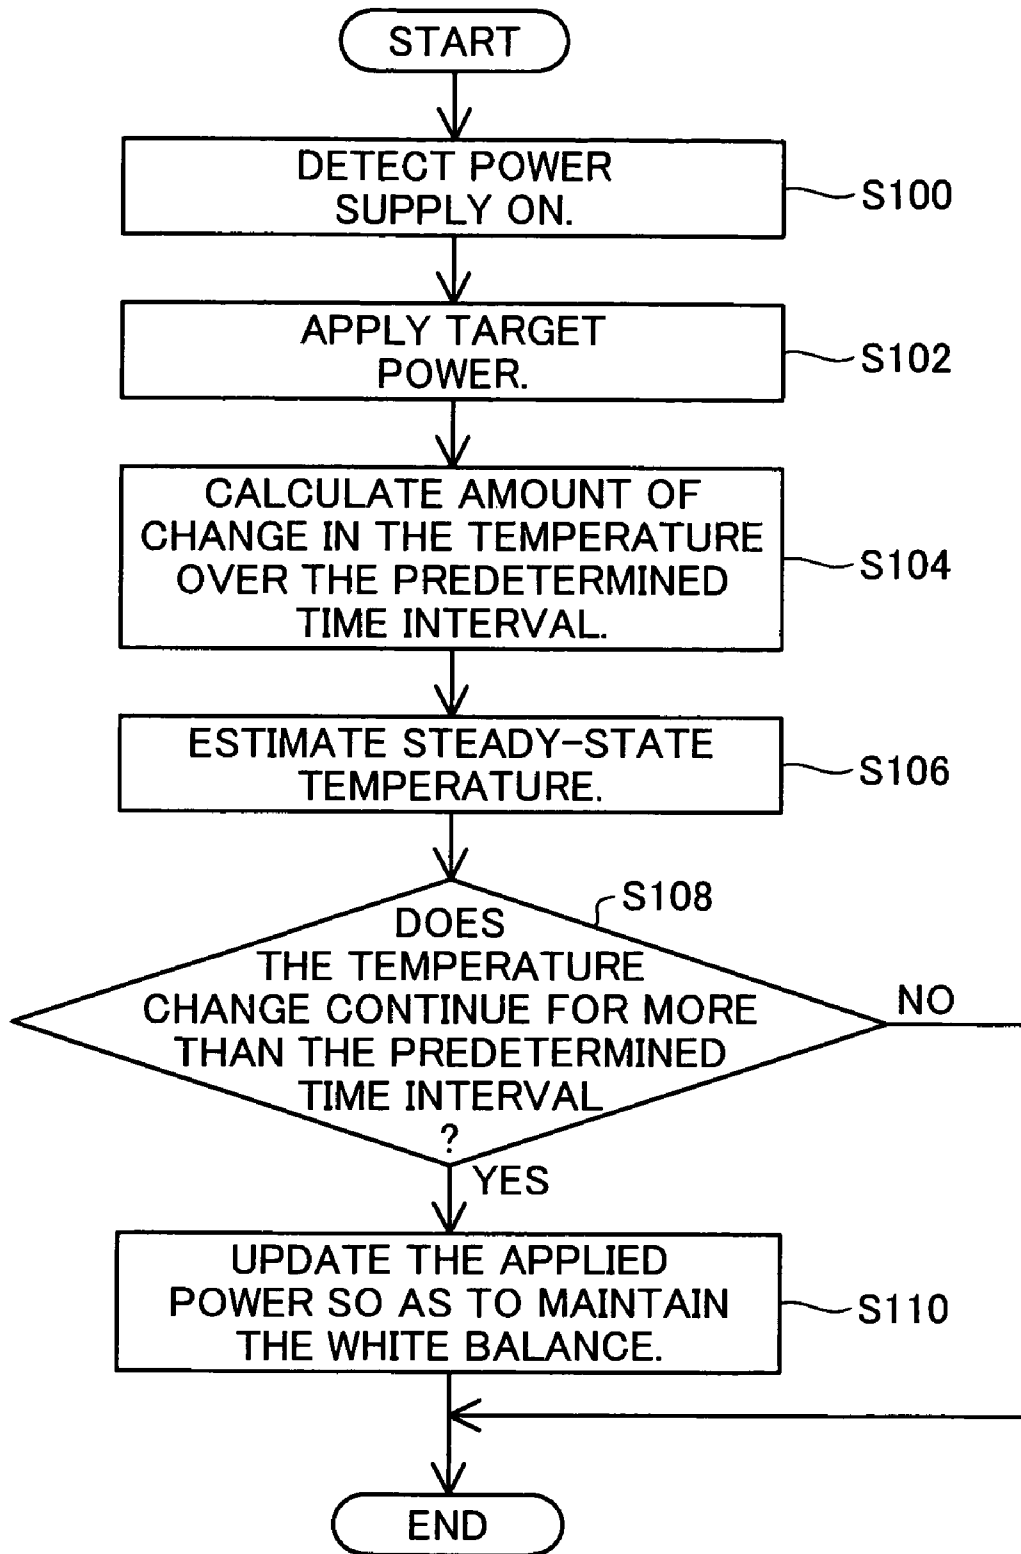 START
DETECT POWER
SUPPLY ON.
S100
APPLY TARGET
POWER.
S102
CALCULATE AMOUNT OF
CHANGE IN THE TEMPERATURE
OVER THE PREDETERMINED
TIME INTERVAL.
S104
ESTIMATE STEADY-STATE
TEMPERATURE.
S106
S108
DOES
THE TEMPERATURE
CHANGE CONTINUE FOR MORE
THAN THE PREDETERMINED
TIME INTERVAL
?
NO
YES
UPDATE THE APPLIED
POWER SO AS TO MAINTAIN
THE WHITE BALANCE.
S110
END